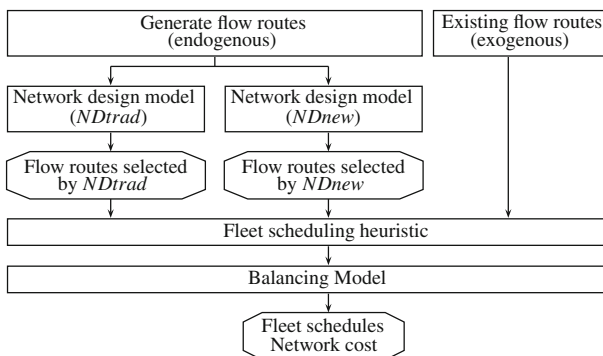 Generate flow routes
(endogenous)
Existing flow routes
(exogenous)
Network design model
(NDtrad)
Network design model
(NDnew)
Flow routes selected
by NDtrad
Flow routes selected
by NDnew
Fleet scheduling heuristic
Balancing Model
Fleet schedules
Network cost